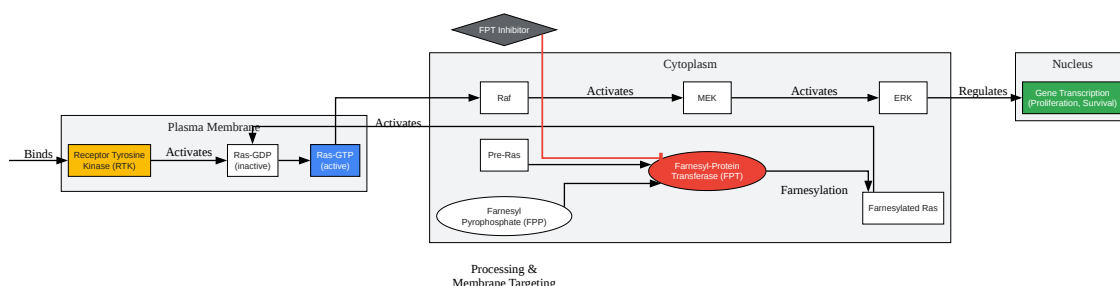 FPT Inhibitor
Cytoplasm
Nucleus
Raf
Activates
MEK
Activates
ERK
Regulates
Gene Transcription
(Proliferation, Survival)
Plasma Membrane
Activates
Binds
Receptor Tyrosine
Kinase (RTK)
Activates
Ras-GDP
(inactive)
Ras-GTP
(active)
Pre-Ras
Farnesyl-Protein
Transferase (FPT)
Farnesylation
Farnesyl
Pyrophosphate (FPP)
Farnesylated Ras
Processing &
Membrane Targeting